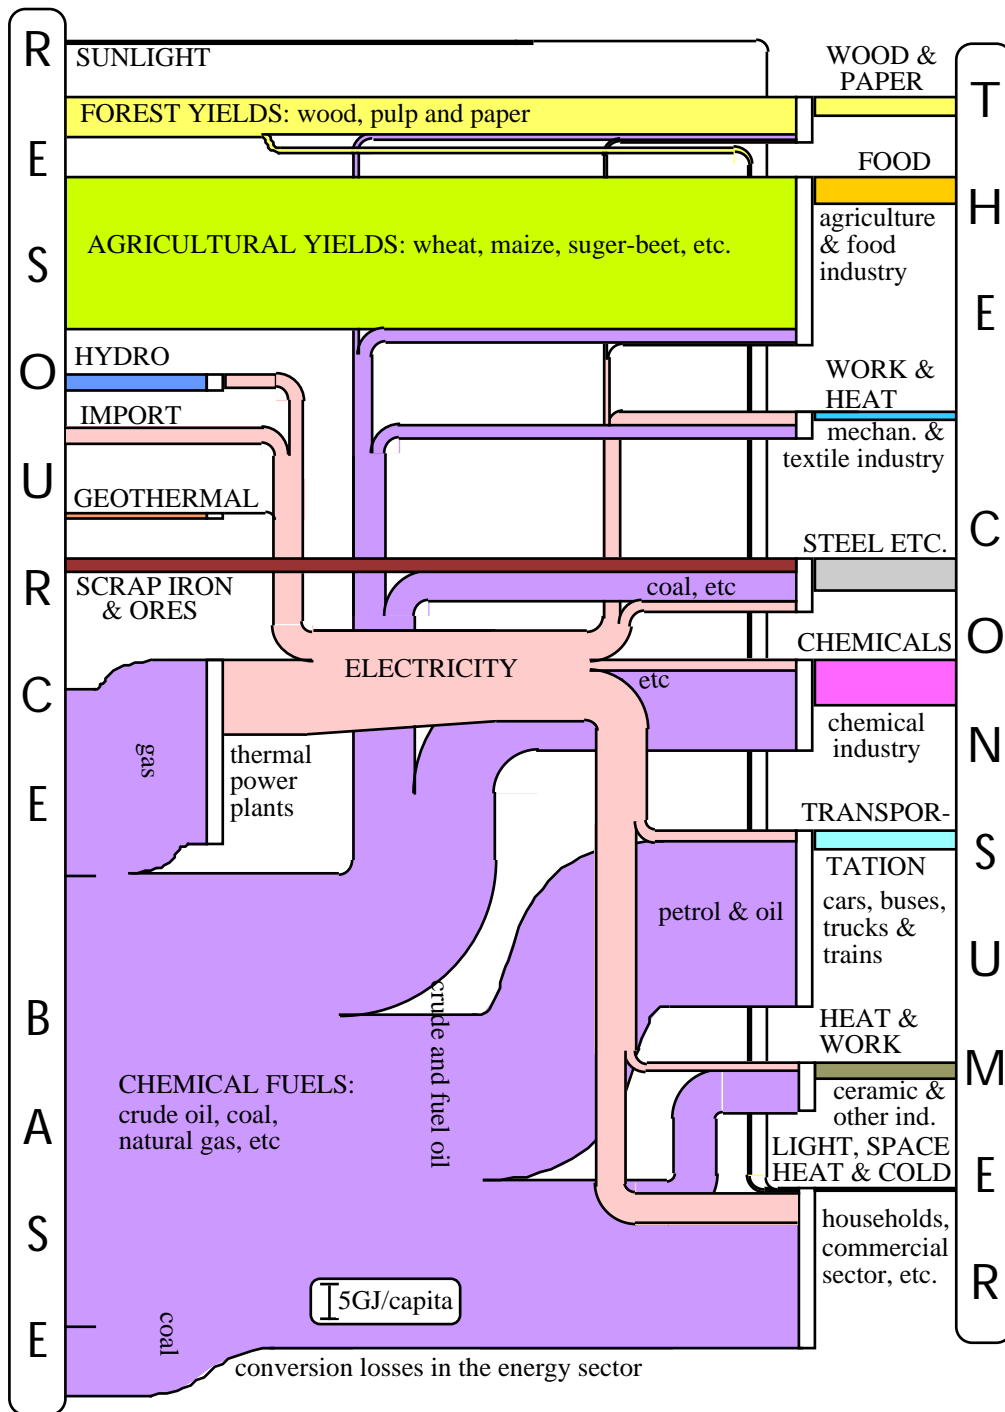 RESOURCE BASE
SUNLIGHT
FOREST YIELDS: wood, pulp and paper
AGRICULTURAL YIELDS: wheat, maize, suger-beet, etc.
HYDRO
IMPORT
GEOTHERMAL
SCRAP IRON
& ORES
coal, etc
ELECTRICITY
etc
gas
thermal
power
plants
petrol & oil
crude and fuel oil
CHEMICAL FUELS:
crude oil, coal,
natural gas, etc
5GJ/capita
coal
conversion losses in the energy sector
WOOD &
PAPER
FOOD
agriculture
& food
industry
WORK &
HEAT
mechan. &
textile industry
STEEL ETC.
CHEMICALS
chemical
industry
TRANSPOR-
TATION
cars, buses,
trucks &
trains
HEAT &
WORK
ceramic &
other ind.
LIGHT, SPACE
HEAT & COLD
households,
commercial
sector, etc.
THE CONSUMER